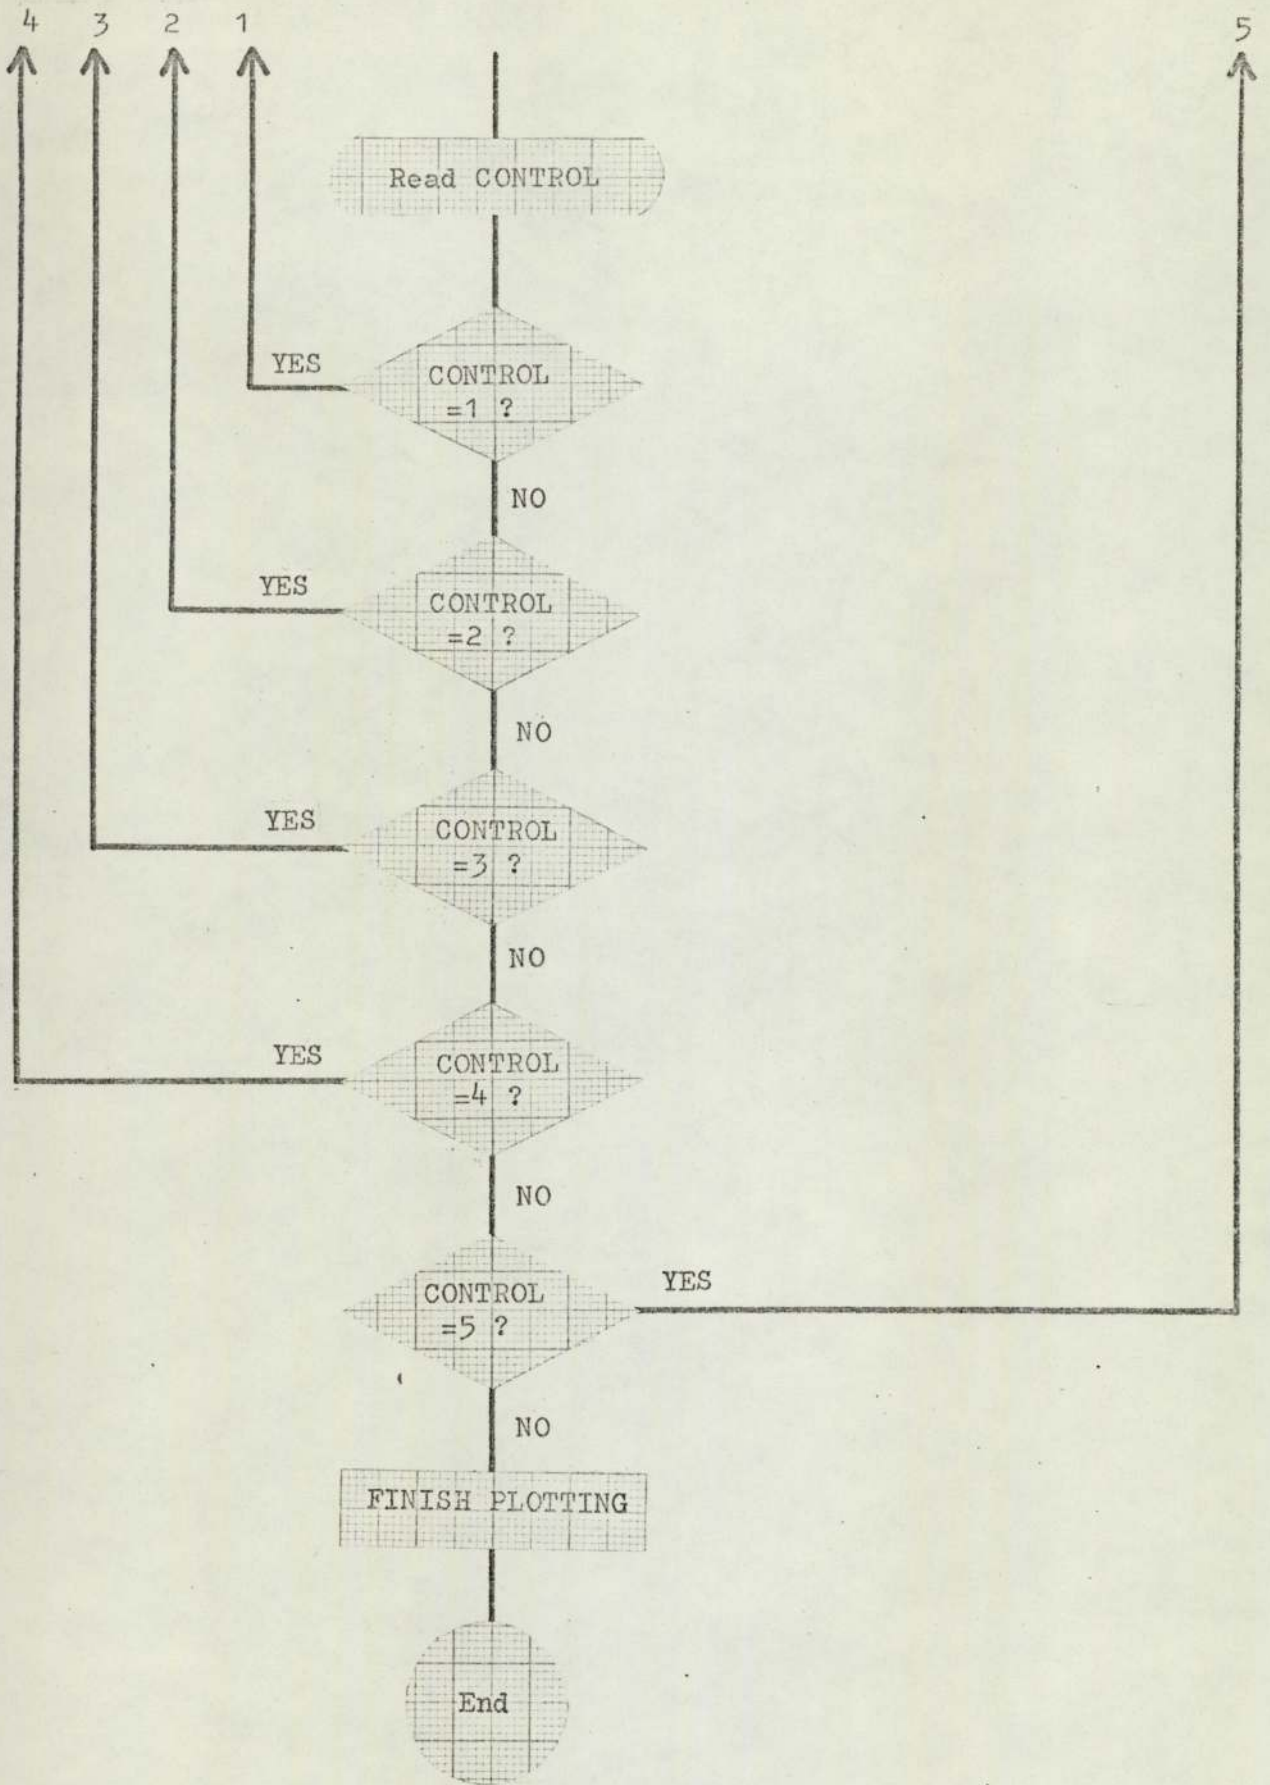 4 3 2 1 5
Read CONTROL
YES
CONTROL
=1 ?
NO
YES
CONTROL
=2 ?
NO
YES
CONTROL
=3 ?
NO
YES
CONTROL
=4 ?
NO
CONTROL
=5 ?
YES
NO
FINISH PLOTTING
End